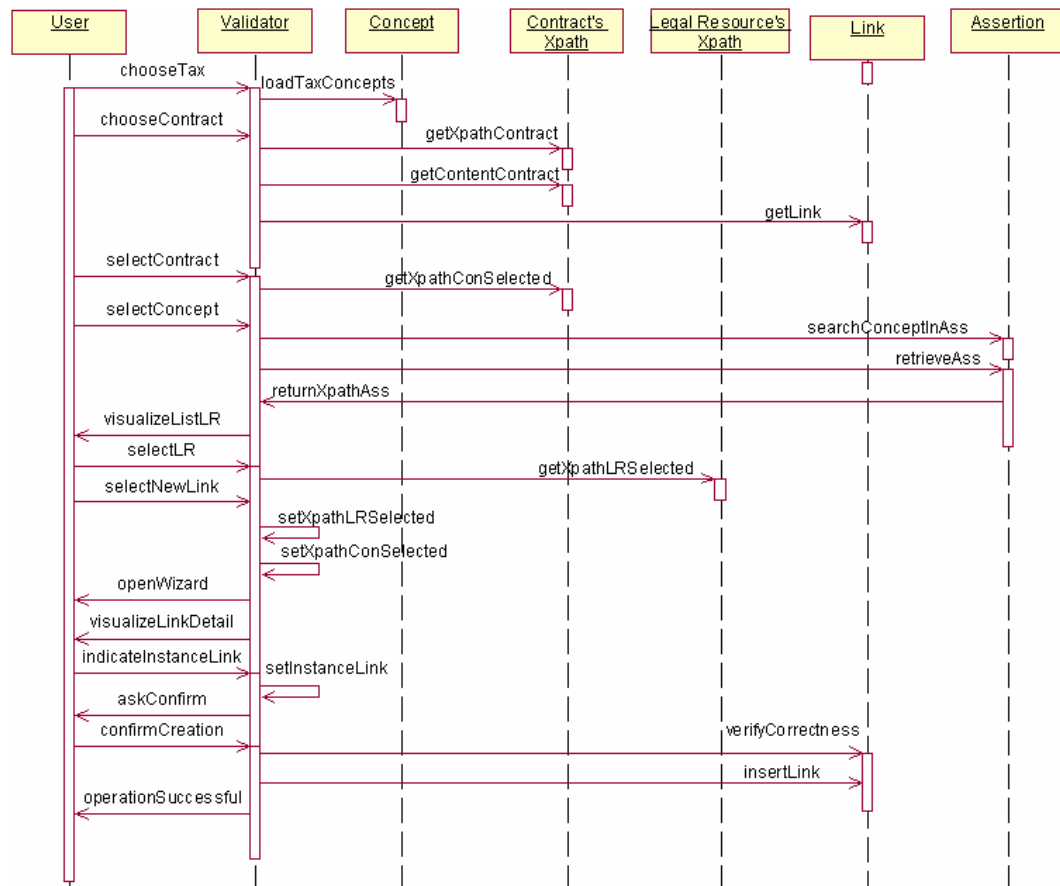 User
Validator
Concept
Contract's
Xpath
Legal Resource's
Xpath
Link
Assertion
chooseTax
loadTaxConcepts
chooseContract
getXpathContract
getContentContract
getLink
selectContract
getXpathConSelected
selectConcept
searchConceptInAss
retrieveAss
returnXpathAss
visualizeListLR
selectLR
getXpathLRSelected
selectNewLink
setXpathLRSelected
setXpathConSelected
openWizard
visualizeLinkDetail
indicateInstanceLink
setInstanceLink
askConfirm
confirmCreation
verifyCorrectness
insertLink
operationSuccessful